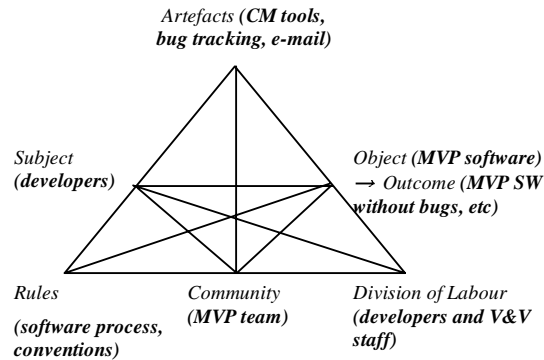 Artefacts (CM tools,
bug tracking, e-mail)
Subject
(developers)
Object (MVP software)
→ Outcome (MVP SW
without bugs, etc)
Rules
(software process,
conventions)
Community
(MVP team)
Division of Labour
(developers and V&V
staff)